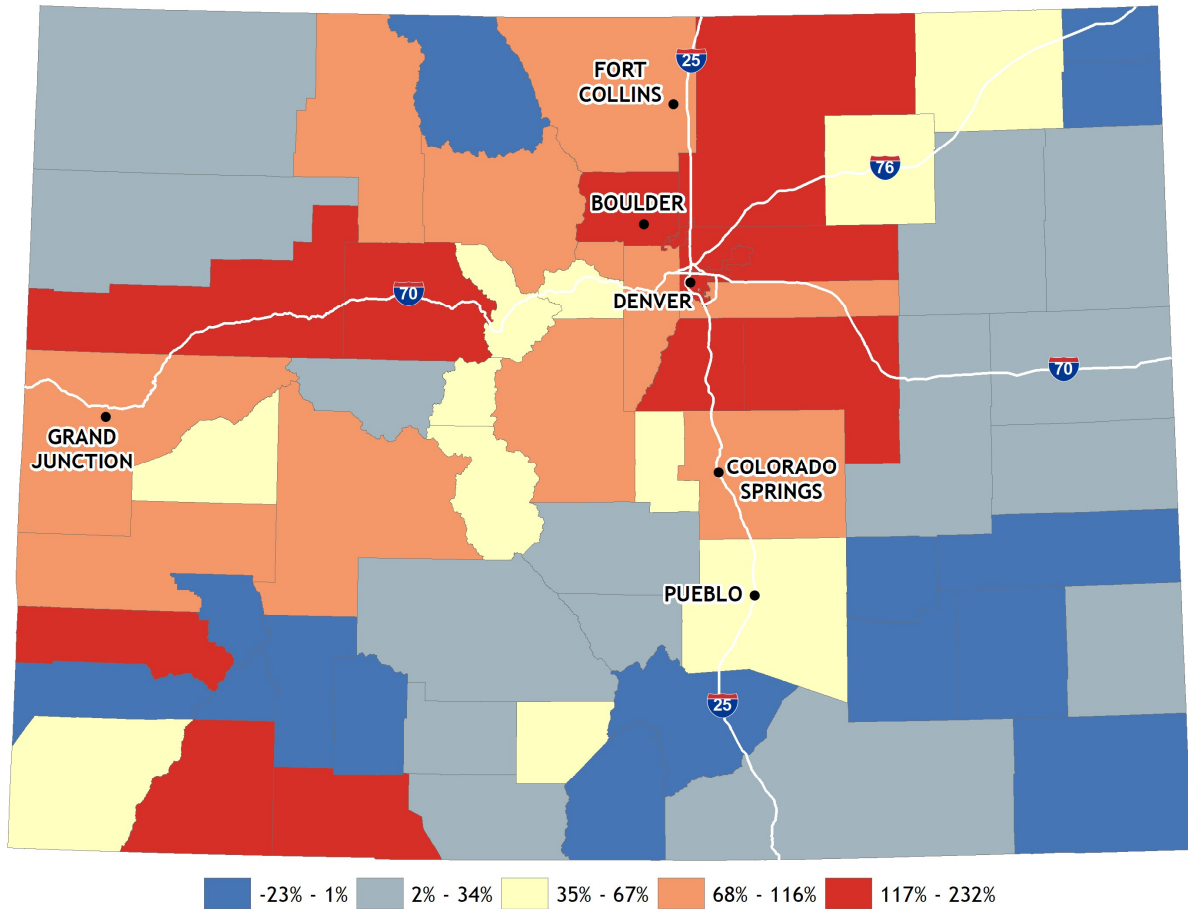 25
FORT
COLLINS
76
BOULDER
70
DENVER
70
GRAND
JUNCTION
COLORADO
SPRINGS
PUEBLO
25
-23% - 1%
2% - 34%
35% - 67%
68% - 116%
117% - 232%